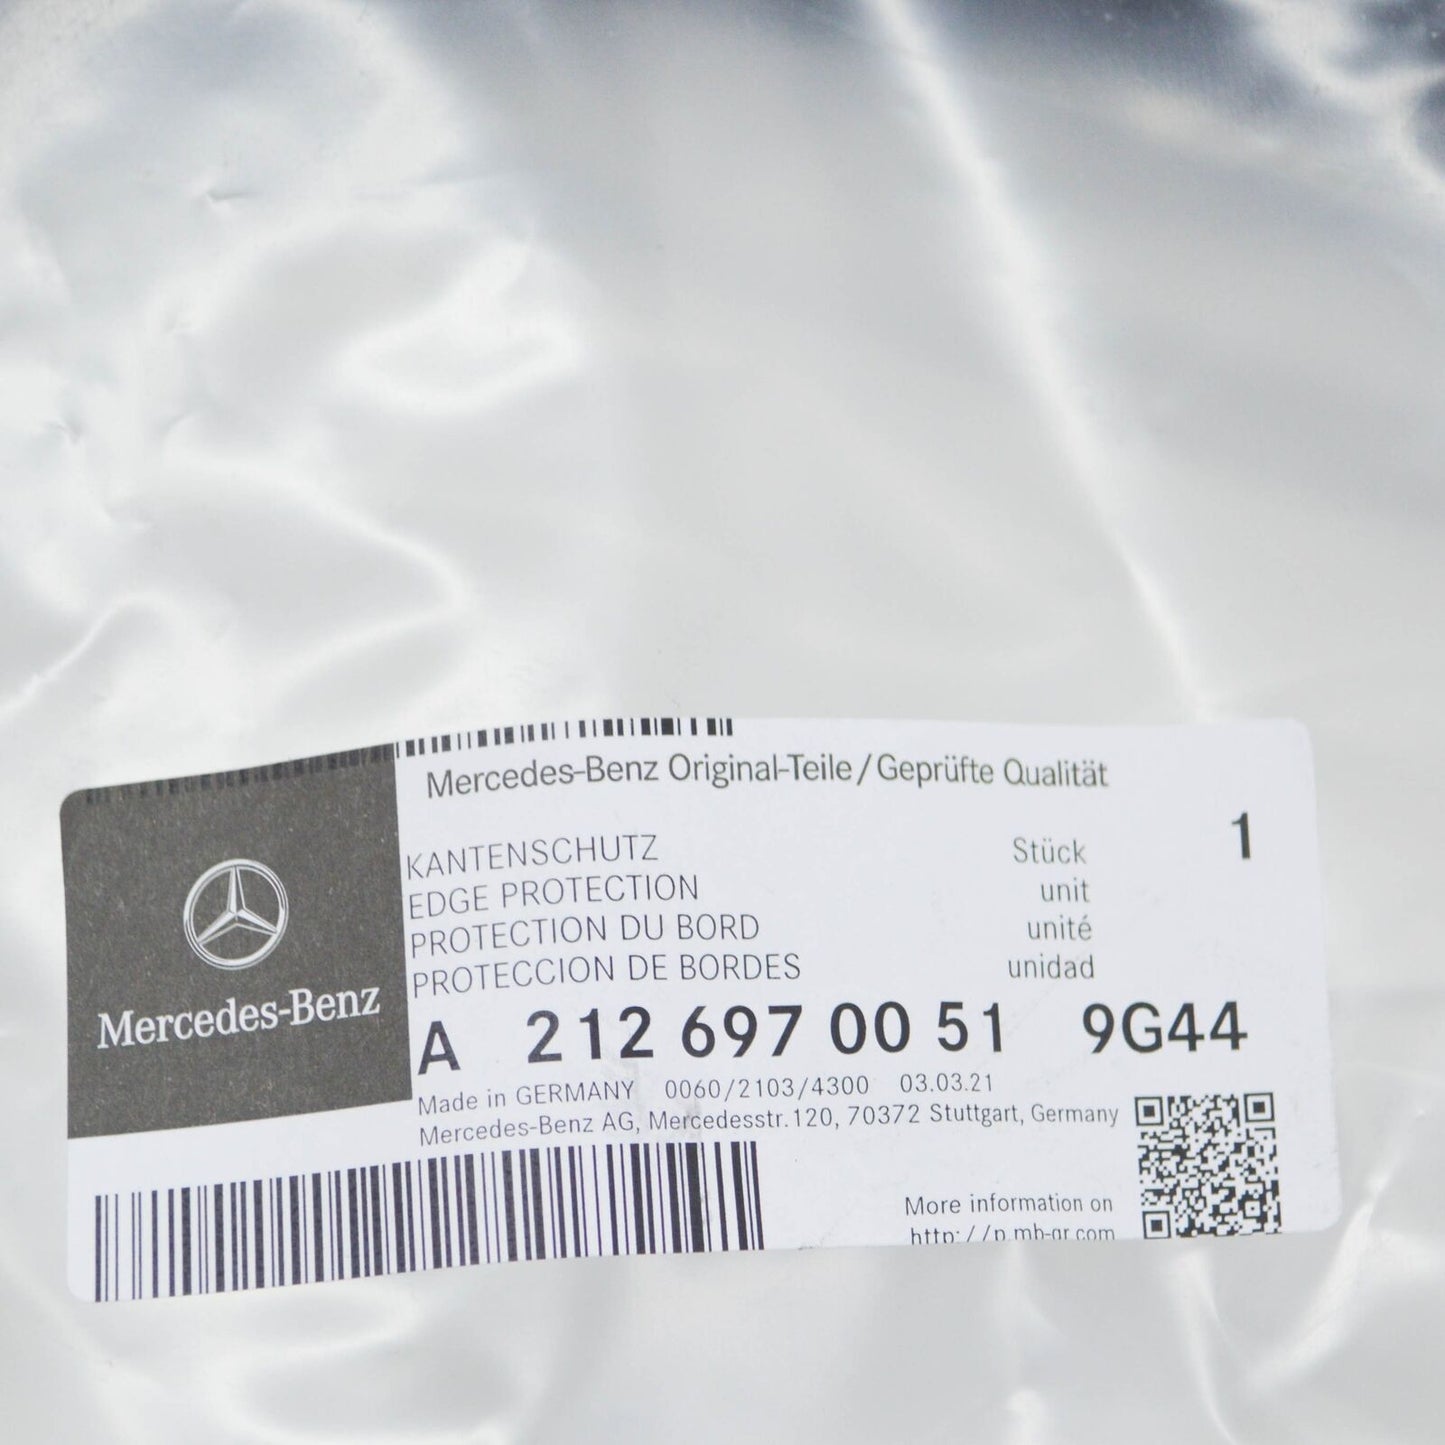 Mercedes-Benz Original-Teile/Geprüfte Qualität
KANTENSCHUTZ Stück 1
EDGE PROTECTION unit
PROTECTION DU BORD unité
PROTECCION DE BORDES unidad
Mercedes-Benz
A 212 697 00 51 9G44
Made in GERMANY 0060/2103/4300 03.03.21
Mercedes-Benz AG, Mercedesstr.120, 70372 Stuttgart, Germany
More information on
http://p.mb-qr.com